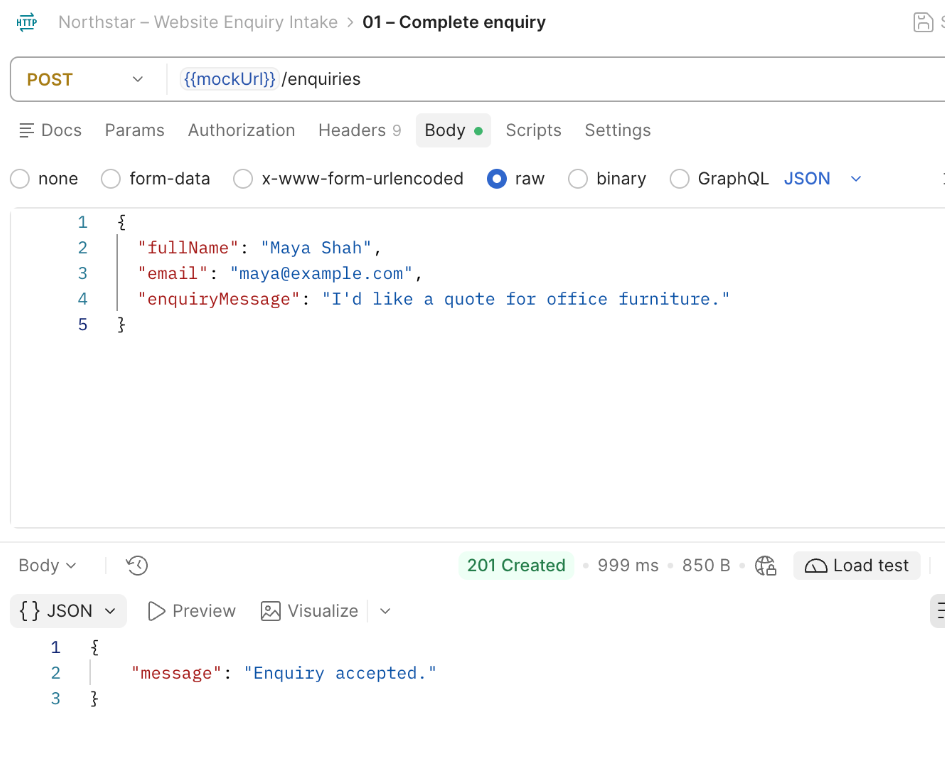 HTTP Northstar – Website Enquiry Intake > 01 – Complete enquiry
POST {{mockUrl}} /enquiries
Docs Params Authorization Headers 9 Body Scripts Settings
none form-data x-www-form-urlencoded raw binary GraphQL JSON
1 {
2 "fullName": "Maya Shah",
3 "email": "maya@example.com",
4 "enquiryMessage": "I'd like a quote for office furniture."
5 }
Body 201 Created • 999 ms • 850 B • Load test
{} JSON Preview Visualize
1 {
2 "message": "Enquiry accepted."
3 }